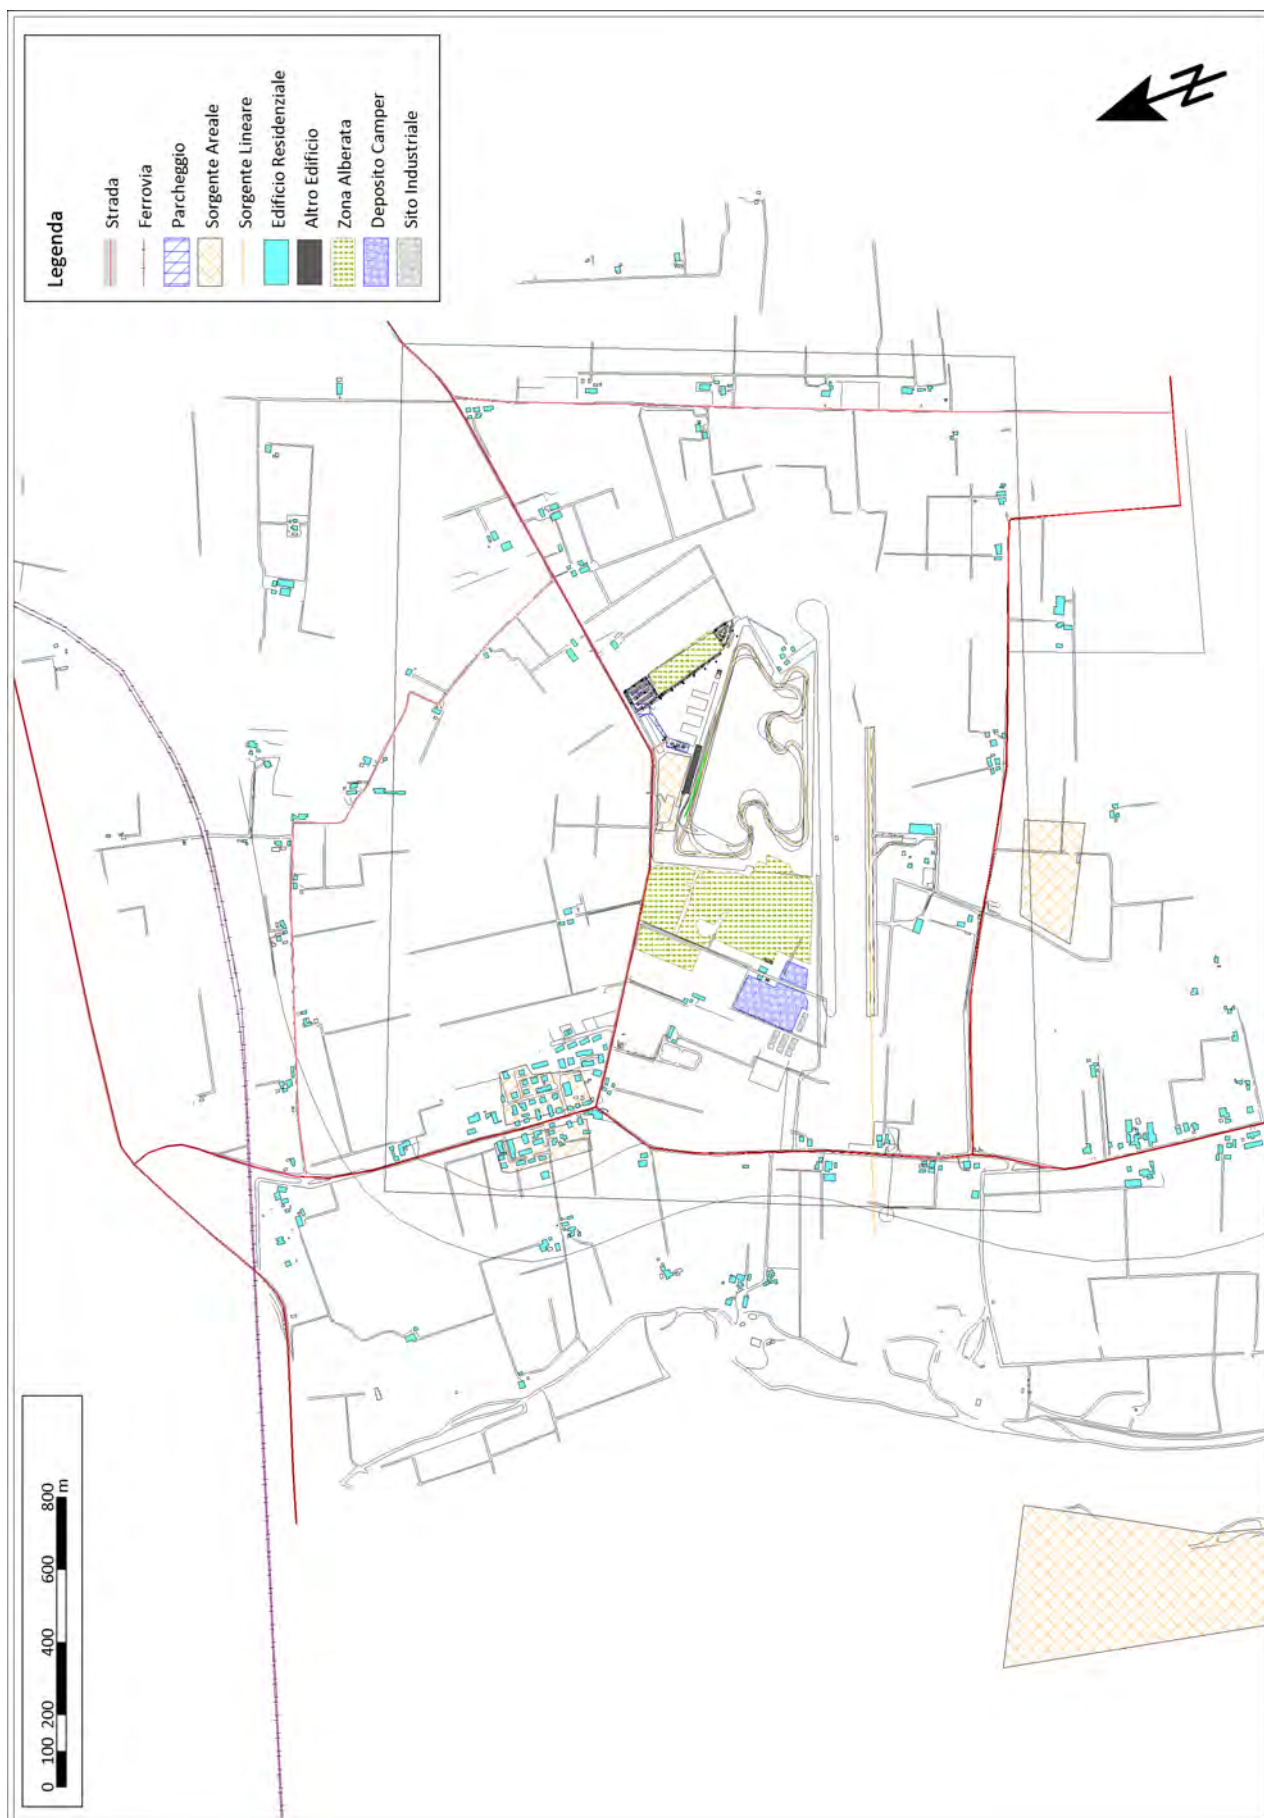 Legenda
Strada
Ferrovia
Parcheggio
Sorgente Areale
Sorgente Lineare
Edificio Residenziale
Altro Edificio
Zona Alberata
Deposito Camper
Sito Industriale
N
0 100 200 400 600 800
m